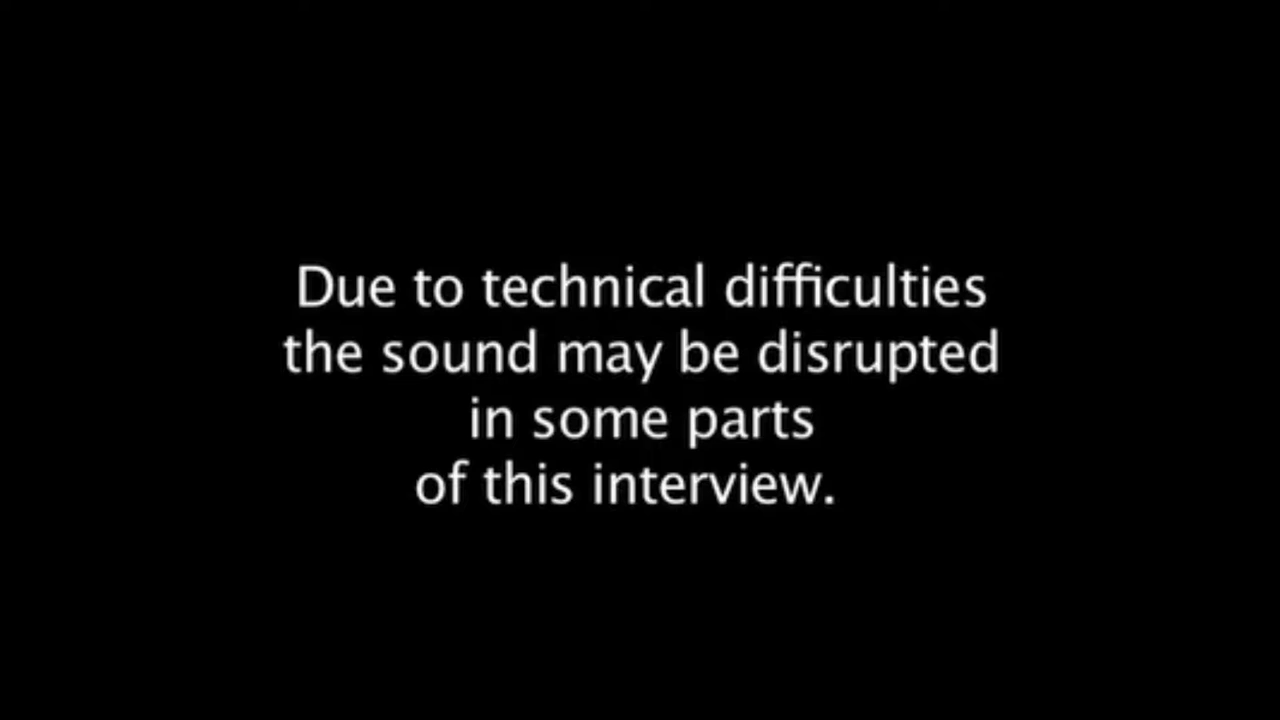 Due to technical difficulties
the sound may be disrupted
in some parts
of this interview.